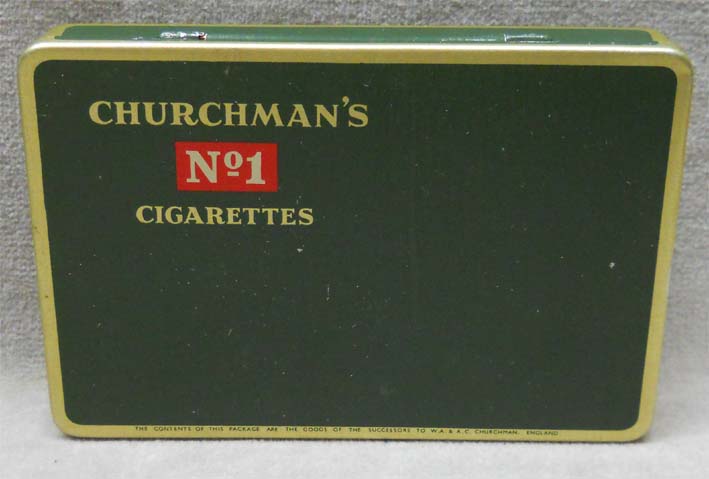 CHURCHMAN'S
Nº1
CIGARETTES
THE CONTENTS OF THIS PACKAGE ARE THE GOODS OF THE SUCCESSORS TO W.A. & A.C. CHURCHMAN, ENGLAND